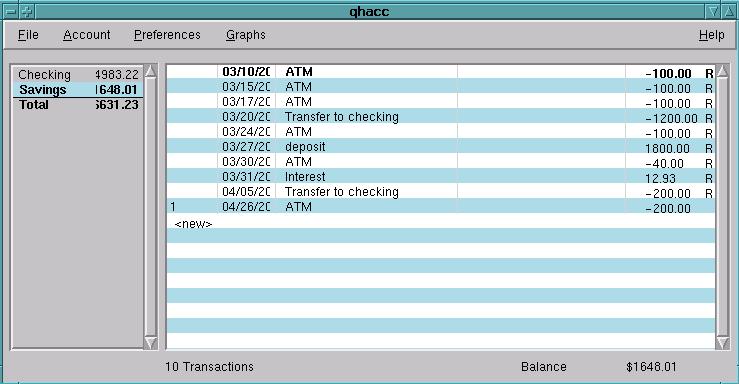 qhacc
File Account Preferences Graphs Help
Checking 4983.22
Savings 1648.01
Total 6631.23
03/10/20 ATM -100.00 R
03/15/20 ATM -100.00 R
03/17/20 ATM -100.00 R
03/20/20 Transfer to checking -1200.00 R
03/24/20 ATM -100.00 R
03/27/20 deposit 1800.00 R
03/30/20 ATM -40.00 R
03/31/20 Interest 12.93 R
04/05/20 Transfer to checking -200.00 R
1 04/26/20 ATM -200.00
<new>
10 Transactions Balance $1648.01